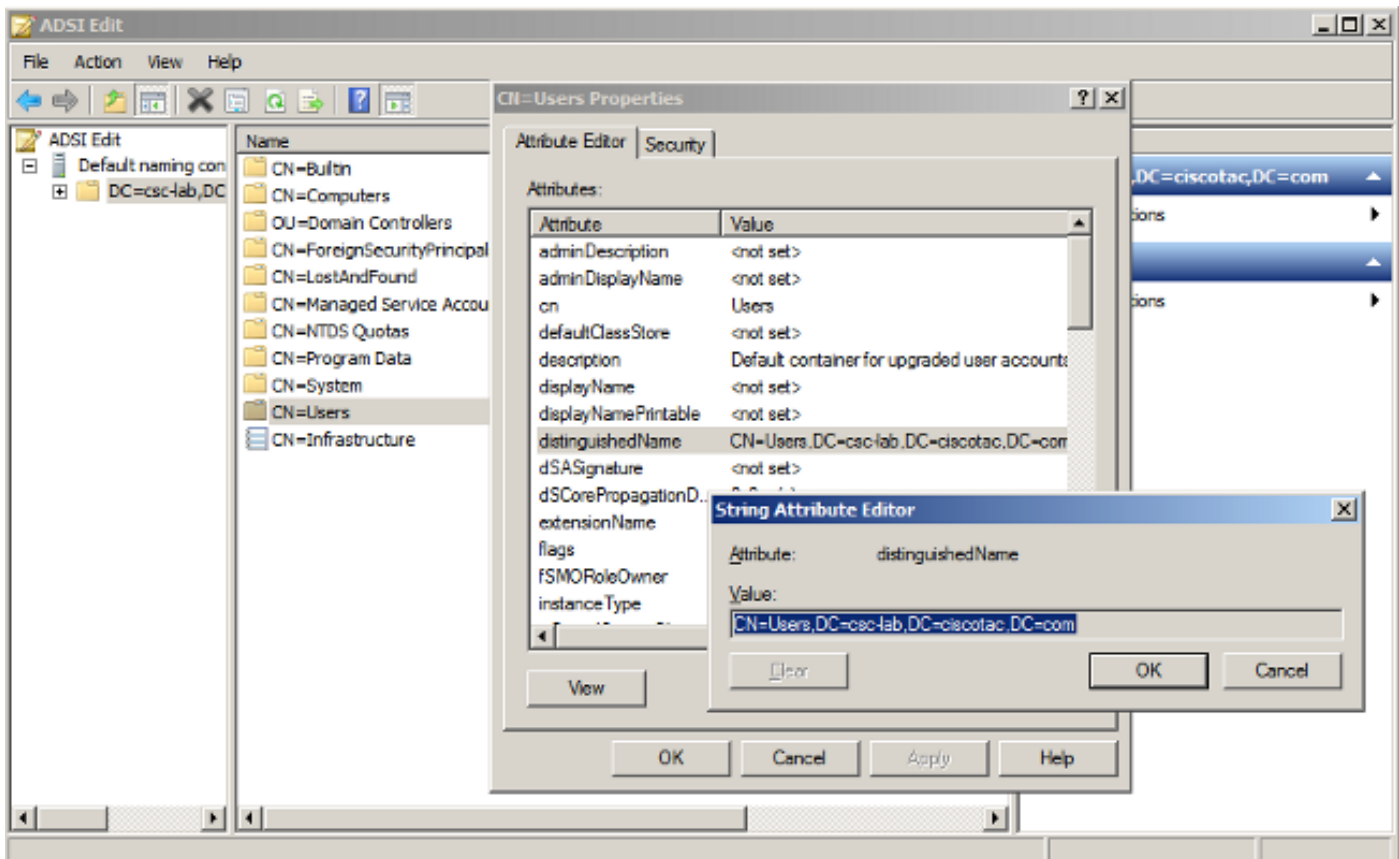 ADSI Edit
File Action View Help
ADSI Edit
Default naming con
DC=csc-lab,DC
Name
CN=Builtin
CN=Computers
OU=Domain Controllers
CN=ForeignSecurityPrincipal
CN=LostAndFound
CN=Managed Service Accou
CN=NTDS Quotas
CN=Program Data
CN=System
CN=Users
CN=Infrastructure
CN=Users Properties
Attribute Editor Security
Attributes:
Attribute Value
adminDescription <not set>
adminDisplayName <not set>
cn Users
defaultClassStore <not set>
description Default container for upgraded user accounts
displayName <not set>
displayNamePrintable <not set>
distinguishedName CN=Users,DC=csc-lab,DC=ciscotac,DC=com
dSASignature <not set>
dSCorePropagationD...
extensionName
flags
fSMORoleOwner
instanceType
View
OK Cancel Apply Help
String Attribute Editor
Attribute: distinguishedName
Value:
CN=Users,DC=csc-lab,DC=ciscotac,DC=com
Clear OK Cancel
,DC=ciscotac,DC=com
ions
ions